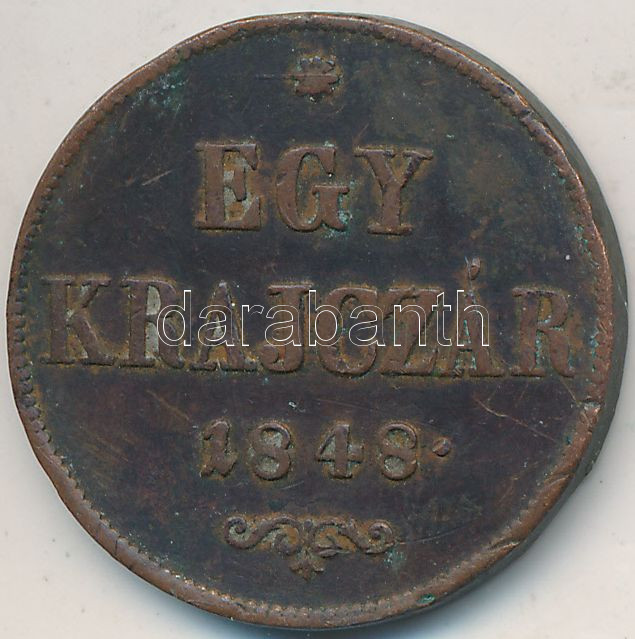 EGY
KRAJCZÁR
darabanth
1848.